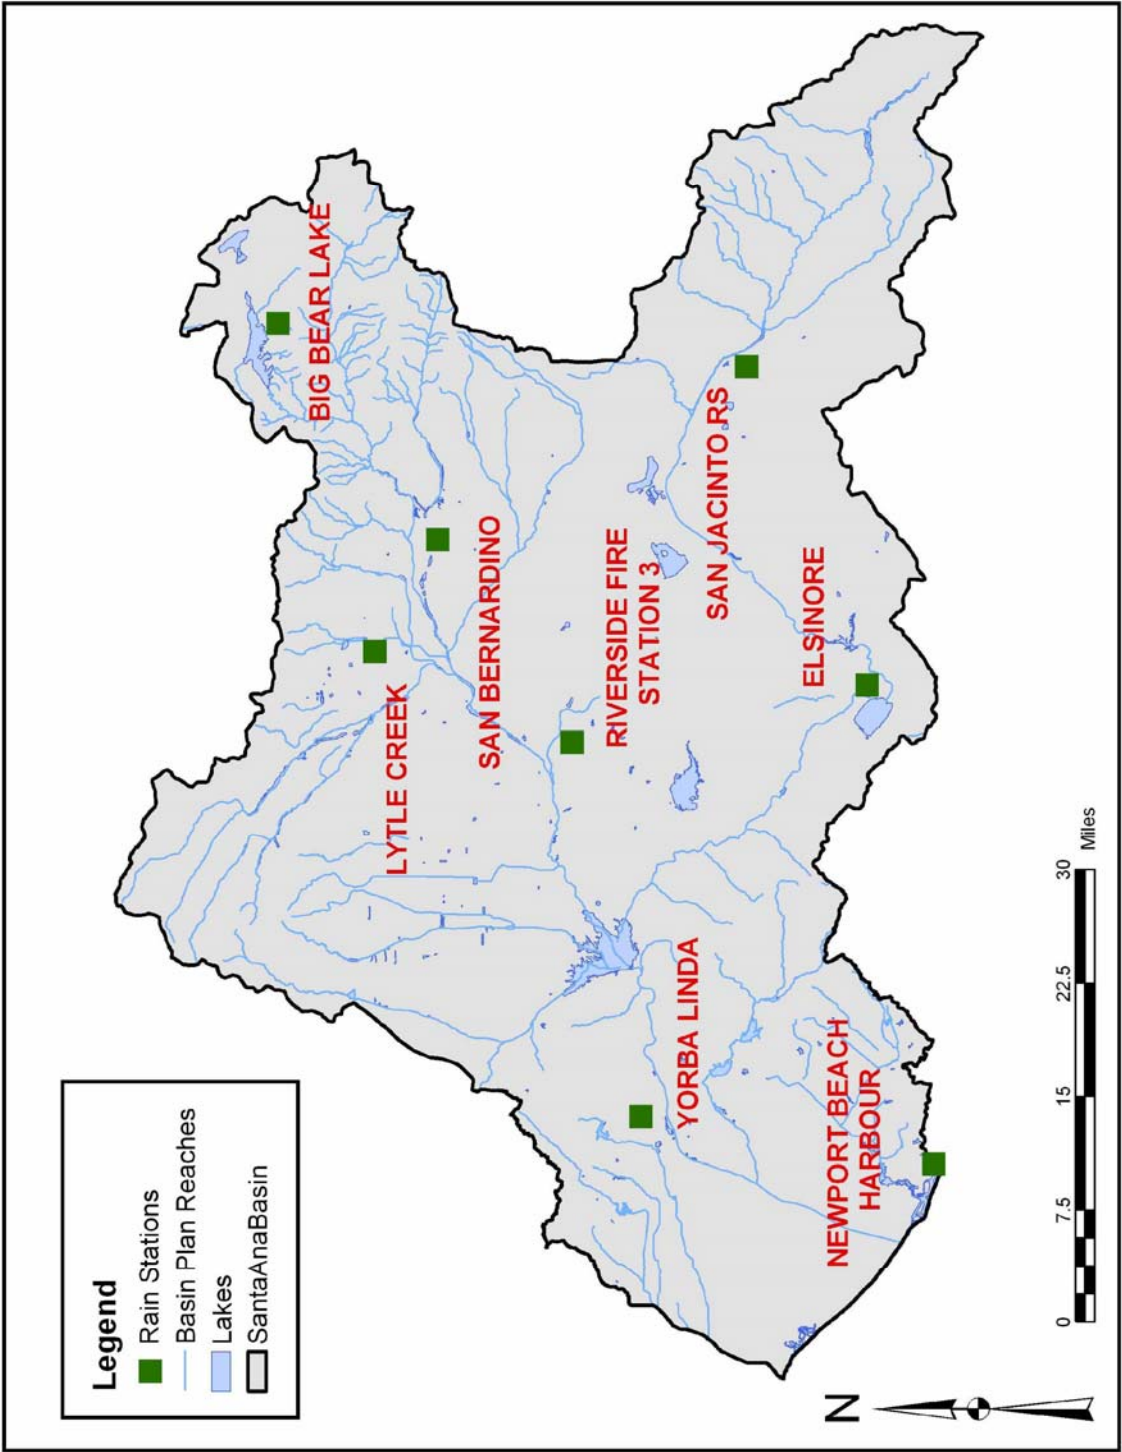 Legend
Rain Stations
Basin Plan Reaches
Lakes
SantaAnaBasin
BIG BEAR LAKE
LYTLE CREEK
SAN BERNARDINO
RIVERSIDE FIRE
STATION 3
SAN JACINTO RS
YORBA LINDA
ELSINORE
NEWPORT BEACH
HARBOUR
N
0 7.5 15 22.5 30
Miles